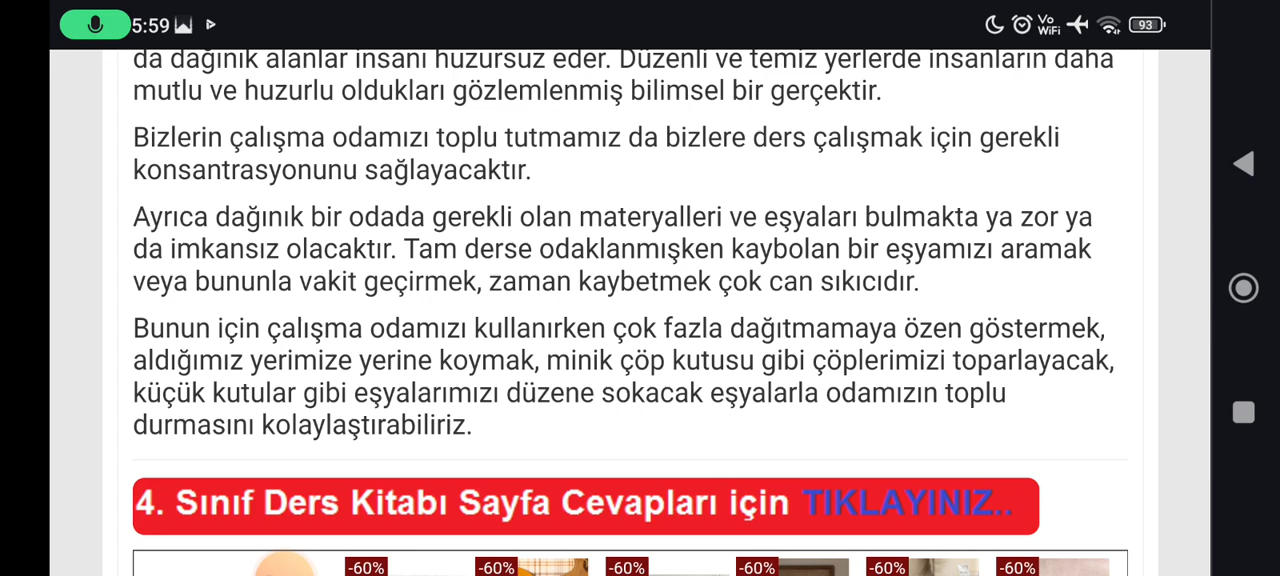 5:59
Vo WiFi
93
da dağınık alanlar insanı huzursuz eder. Düzenli ve temiz yerlerde insanların daha
mutlu ve huzurlu oldukları gözlemlenmiş bilimsel bir gerçektir.
Bizlerin çalışma odamızı toplu tutmamız da bizlere ders çalışmak için gerekli
konsantrasyonunu sağlayacaktır.
Ayrıca dağınık bir odada gerekli olan materyalleri ve eşyaları bulmakta ya zor ya
da imkansız olacaktır. Tam derse odaklanmışken kaybolan bir eşyamızı aramak
veya bununla vakit geçirmek, zaman kaybetmek çok can sıkıcıdır.
Bunun için çalışma odamızı kullanırken çok fazla dağıtmamaya özen göstermek,
aldığımız yerimize yerine koymak, minik çöp kutusu gibi çöplerimizi toparlayacak,
küçük kutular gibi eşyalarımızı düzene sokacak eşyalarla odamızın toplu
durmasını kolaylaştırabiliriz.
4. Sınıf Ders Kitabı Sayfa Cevapları için TIKLAYINIZ..
-60% -60% -60% -60% -60% -60%